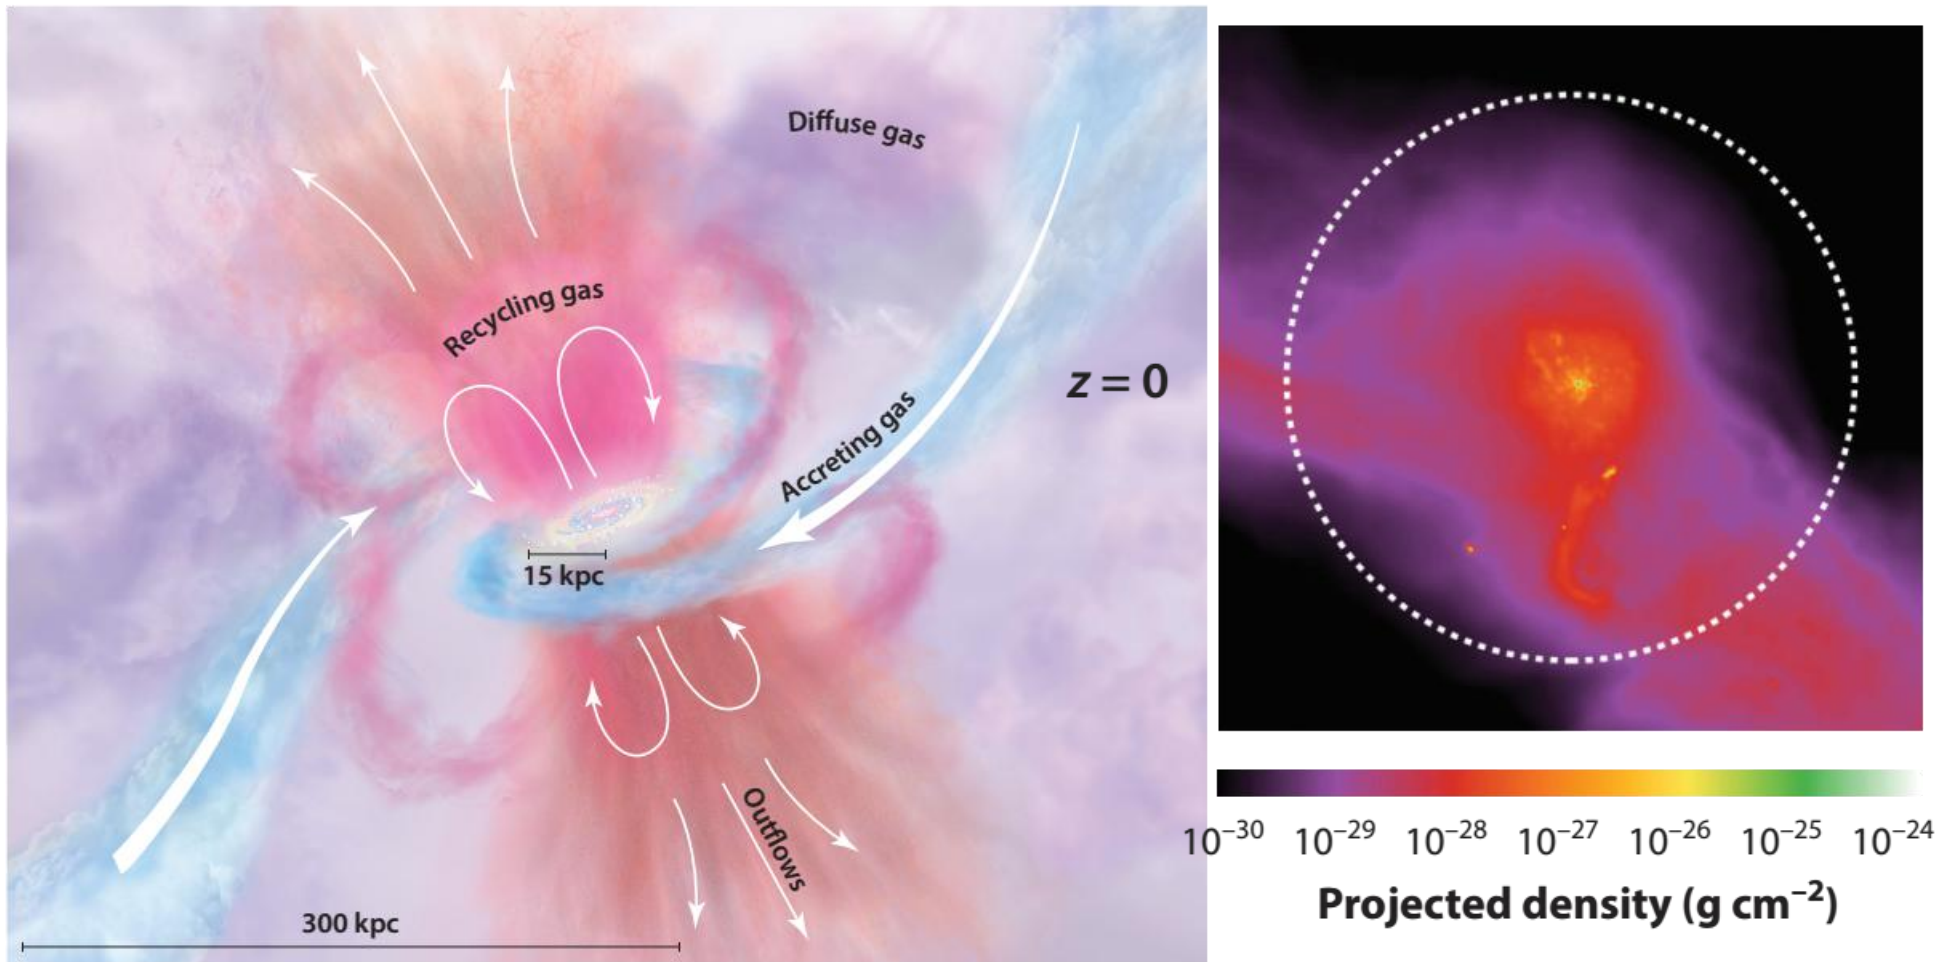 Diffuse gas
Recycling gas
z = 0
Accreting gas
15 kpc
Outflows
300 kpc
10⁻³⁰ 10⁻²⁹ 10⁻²⁸ 10⁻²⁷ 10⁻²⁶ 10⁻²⁵ 10⁻²⁴
Projected density (g cm⁻²)